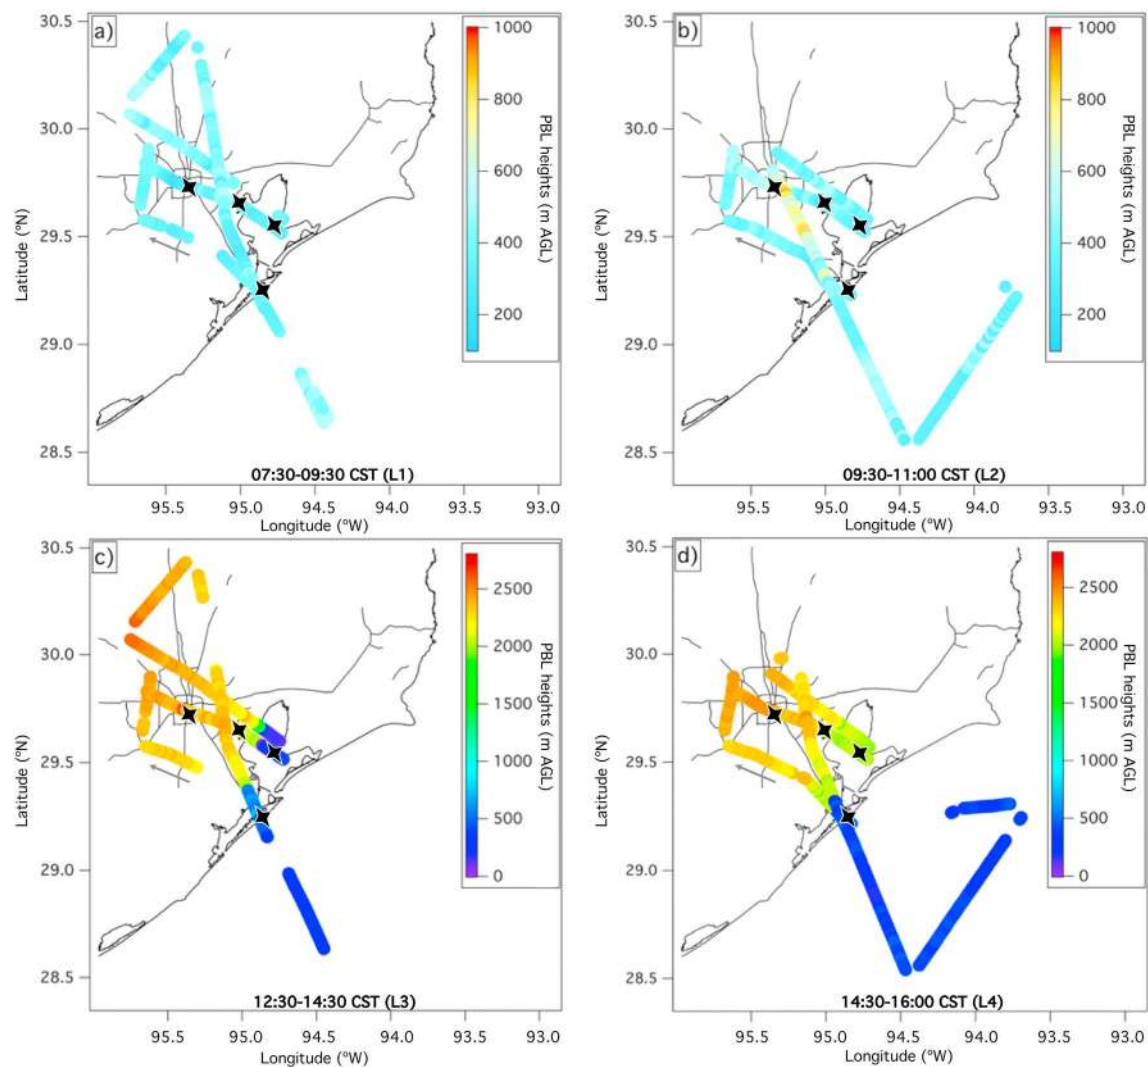 a)
30.5
30.0
29.5
29.0
28.5
Latitude (°N)
1000
800
600
400
200
PBL heights (m AGL)
07:30-09:30 CST (L1)
95.5 95.0 94.5 94.0 93.5 93.0
Longitude (°W)
b)
30.5
30.0
29.5
29.0
28.5
Latitude (°N)
1000
800
600
400
200
PBL heights (m AGL)
09:30-11:00 CST (L2)
95.5 95.0 94.5 94.0 93.5 93.0
Longitude (°W)
c)
30.5
30.0
29.5
29.0
28.5
Latitude (°N)
2500
2000
1500
1000
500
0
PBL heights (m AGL)
12:30-14:30 CST (L3)
95.5 95.0 94.5 94.0 93.5 93.0
Longitude (°W)
d)
30.5
30.0
29.5
29.0
28.5
Latitude (°N)
2500
2000
1500
1000
500
0
PBL heights (m AGL)
14:30-16:00 CST (L4)
95.5 95.0 94.5 94.0 93.5 93.0
Longitude (°W)